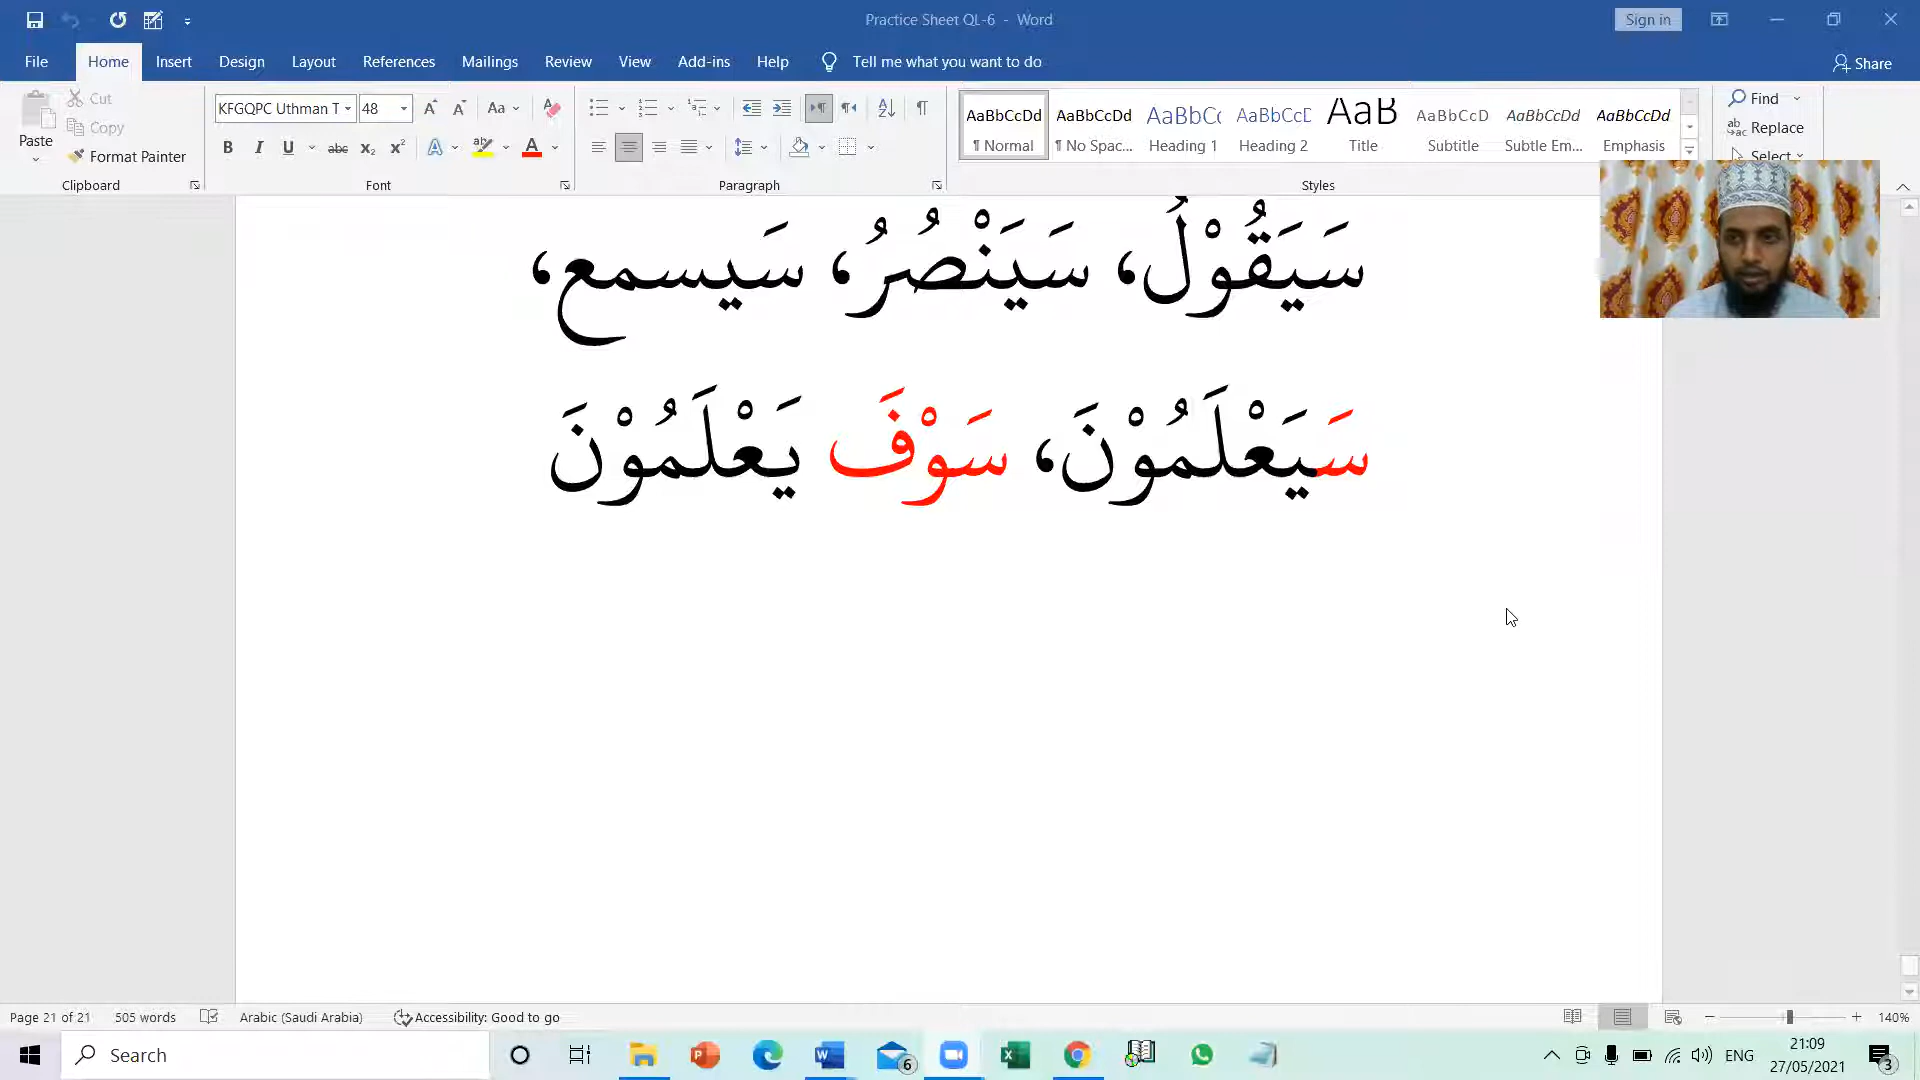 Practice Sheet QL-6 - Word
Sign in
File Home Insert Design Layout References Mailings Review View Add-ins Help Tell me what you want to do Share
Paste Cut Copy Format Painter Clipboard
KFGQPC Uthman T 48 Font
Paragraph
AaBbCcDd AaBbCcDd AaBbCc AaBbCcD AaB AaBbCcD AaBbCcDd AaBbCcDd
¶ Normal ¶ No Spac... Heading 1 Heading 2 Title Subtitle Subtle Em... Emphasis
Styles
Find
Replace
Select
سَيَقُوْلُ، سَيَنْصُرُ، سَيسمع،
سَيَعْلَمُوْنَ، سَوْفَ يَعْلَمُوْنَ
Page 21 of 21 505 words Arabic (Saudi Arabia) Accessibility: Good to go 140%
Search 6 ENG 21:09
27/05/2021 3